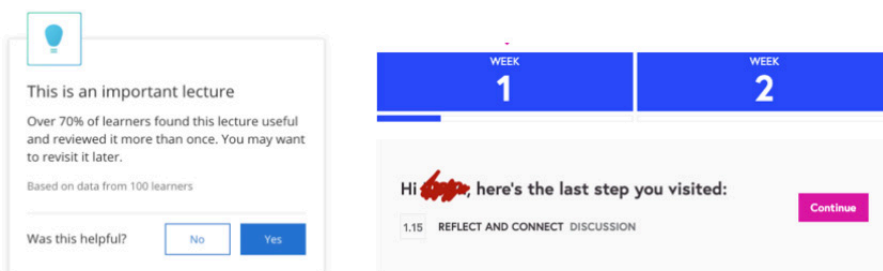 This is an important lecture
Over 70% of learners found this lecture useful
and reviewed it more than once. You may want
to revisit it later.
Based on data from 100 learners
Was this helpful?
No
Yes
WEEK
1
WEEK
2
Hi , here's the last step you visited:
1.15 REFLECT AND CONNECT DISCUSSION
Continue